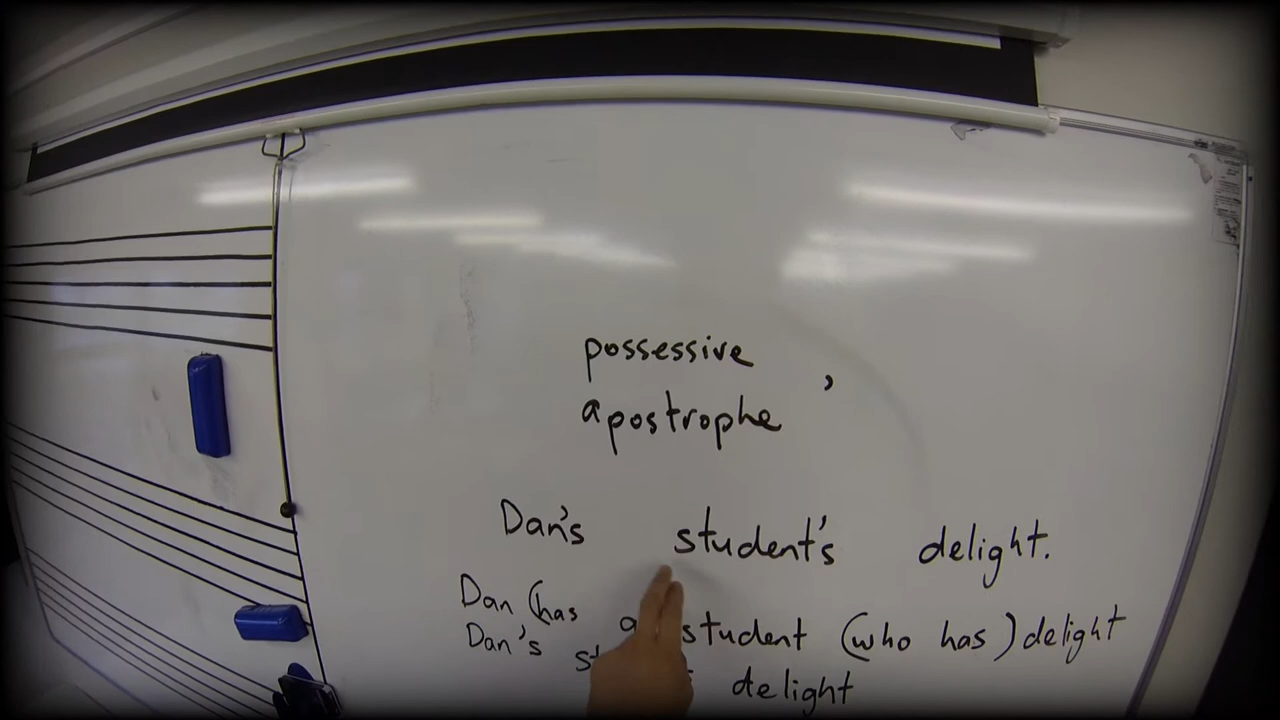 possessive
apostrophe ,
Dan's student's delight.
Dan (has a student (who has) delight
Dan's delight